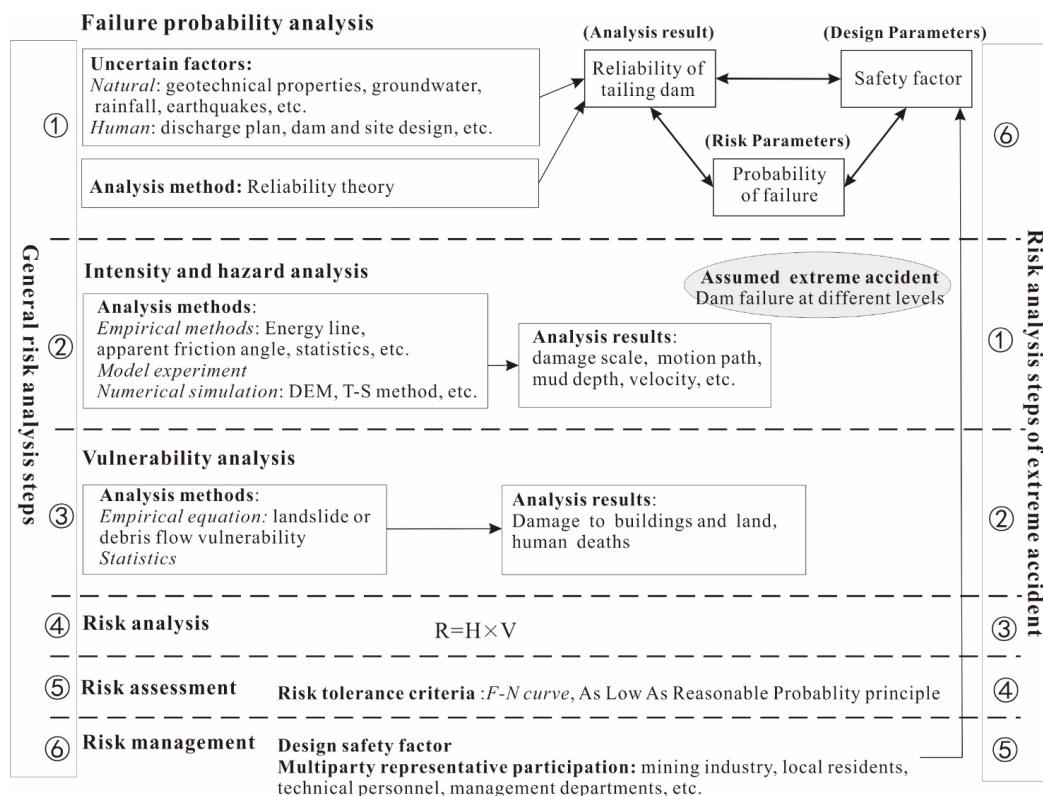 Failure probability analysis
General risk analysis steps
①
Uncertain factors:
Natural: geotechnical properties, groundwater,
rainfall, earthquakes, etc.
Human: discharge plan, dam and site design, etc.
Analysis method: Reliability theory
(Analysis result)
Reliability of
tailing dam
(Design Parameters)
Safety factor
(Risk Parameters)
Probability
of failure
⑥
Risk analysis steps of extreme accident
Intensity and hazard analysis
②
Analysis methods:
Empirical methods: Energy line,
apparent friction angle, statistics, etc.
Model experiment
Numerical simulation: DEM, T-S method, etc.
Assumed extreme accident
Dam failure at different levels
Analysis results:
damage scale, motion path,
mud depth, velocity, etc.
①
Vulnerability analysis
③
Analysis methods:
Empirical equation: landslide or
debris flow vulnerability
Statistics
Analysis results:
Damage to buildings and land,
human deaths
②
④ Risk analysis R=H×V ③
⑤ Risk assessment Risk tolerance criteria :F-N curve, As Low As Reasonable Probablity principle ④
⑥ Risk management Design safety factor ⑤
Multiparty representative participation: mining industry, local residents,
technical personnel, management departments, etc.